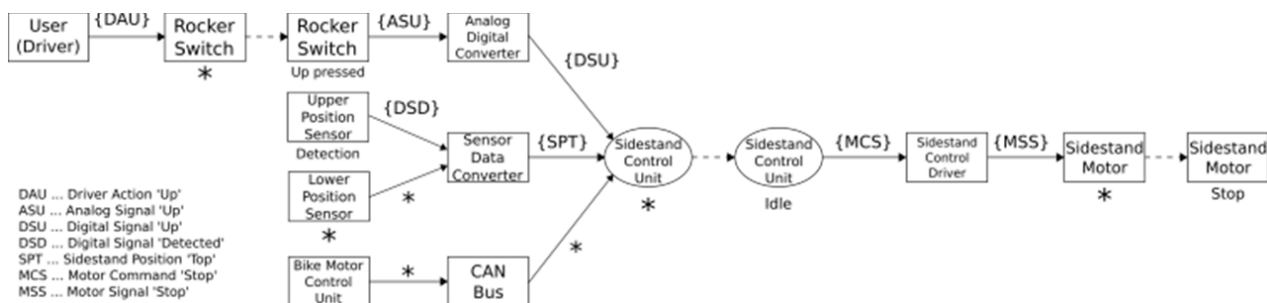 User
(Driver)
{DAU}
Rocker
Switch
*
Rocker
Switch
Up pressed
{ASU}
Analog
Digital
Converter
{DSU}
Upper
Position
Sensor
Detection
{DSD}
Lower
Position
Sensor
*
*
Sensor
Data
Converter
{SPT}
Sidestand
Control
Unit
*
Sidestand
Control
Unit
Idle
{MCS}
Sidestand
Control
Driver
{MSS}
Sidestand
Motor
*
Sidestand
Motor
Stop
Bike Motor
Control
Unit
*
CAN
Bus
*
DAU ... Driver Action 'Up'
ASU ... Analog Signal 'Up'
DSU ... Digital Signal 'Up'
DSD ... Digital Signal 'Detected'
SPT ... Sidestand Position 'Top'
MCS ... Motor Command 'Stop'
MSS ... Motor Signal 'Stop'